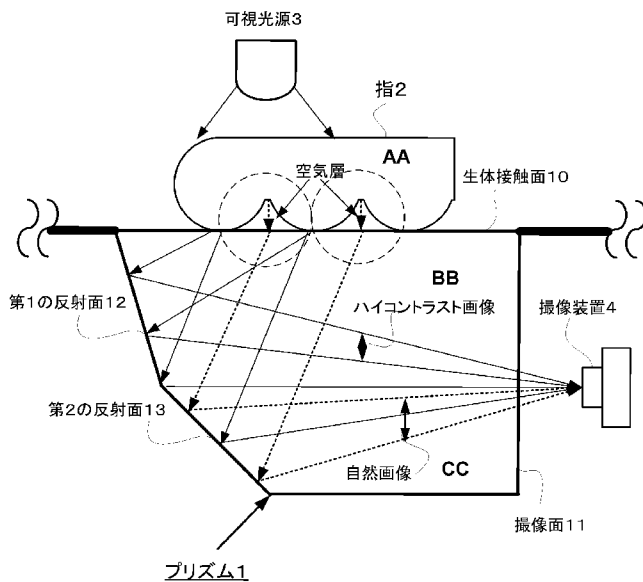 可視光源3
指2
AA
空気層
生体接触面10
BB
ハイコントラスト画像
撮像装置4
第1の反射面12
第2の反射面13
自然画像
CC
撮像面11
プリズム1